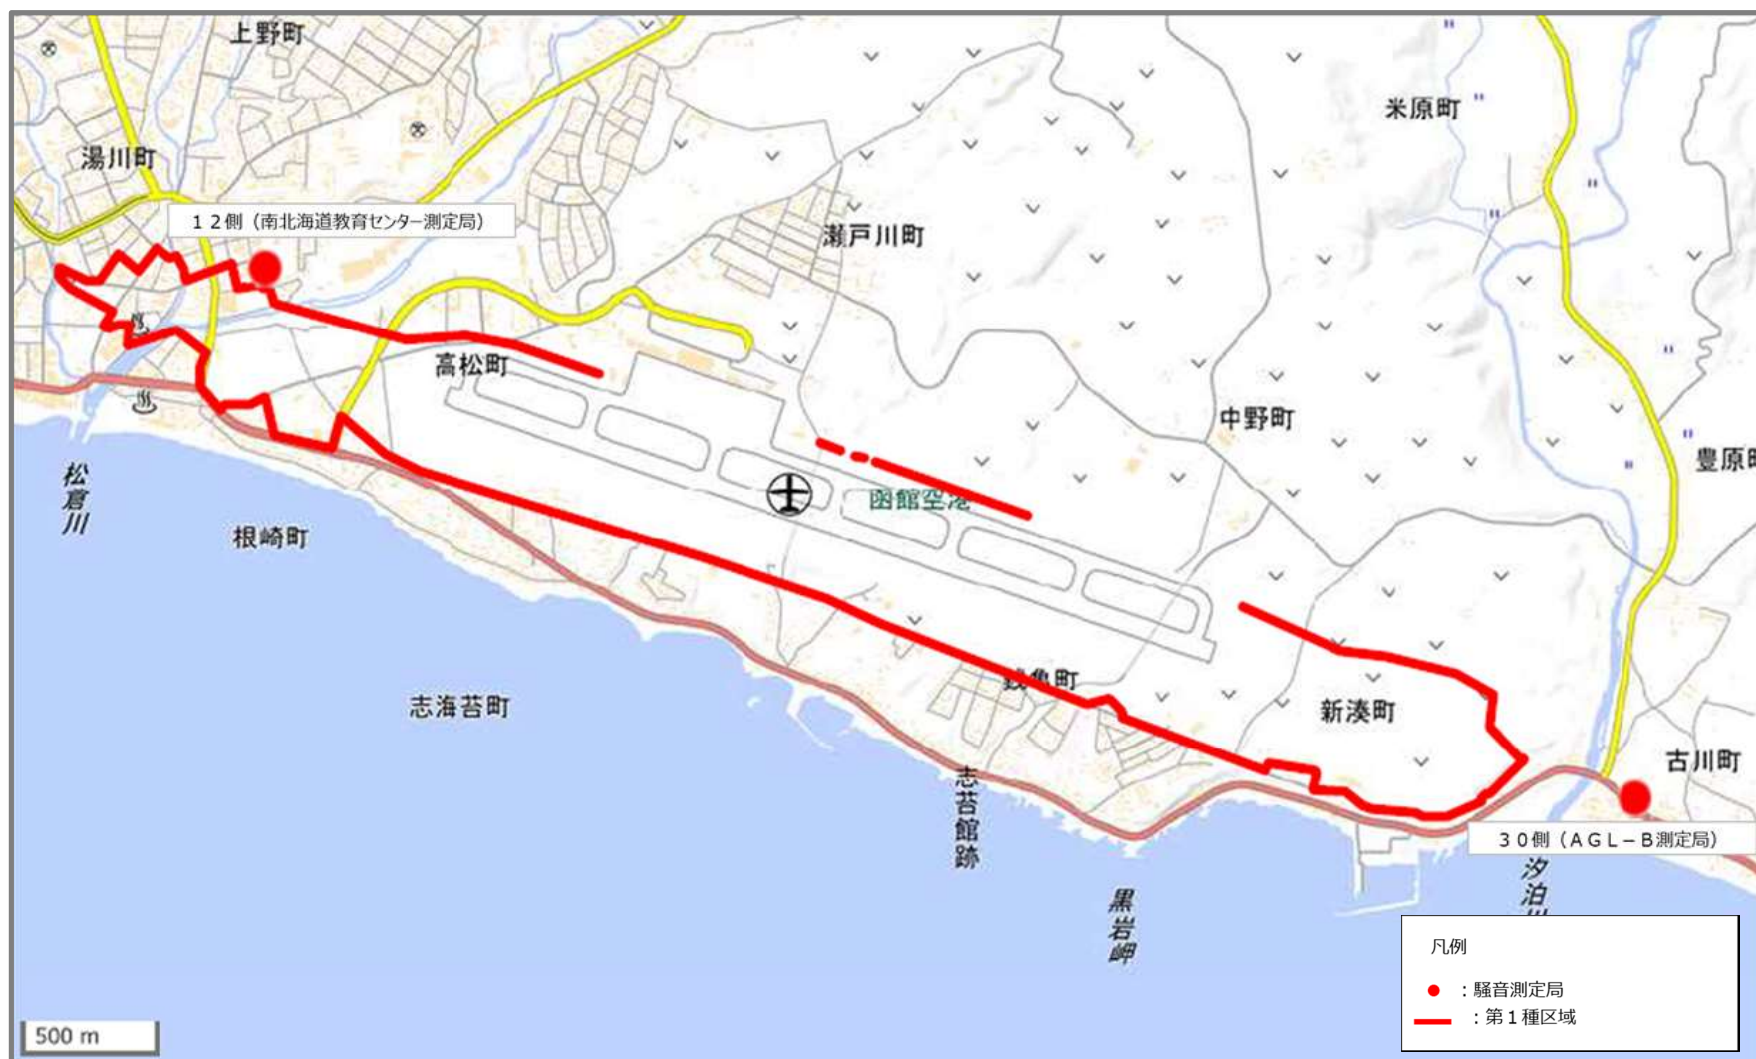 上野町
湯川町
米原町
１２側（南北海道教育センター測定局）
瀬戸川町
高松町
中野町
豊原町
函館空港
松倉川
根崎町
銭亀町
志海苔町
新湊町
古川町
志苔館跡
３０側（ＡＧＬ－Ｂ測定局）
黒岩岬
汐泊川
凡例
：騒音測定局
：第１種区域
500 m